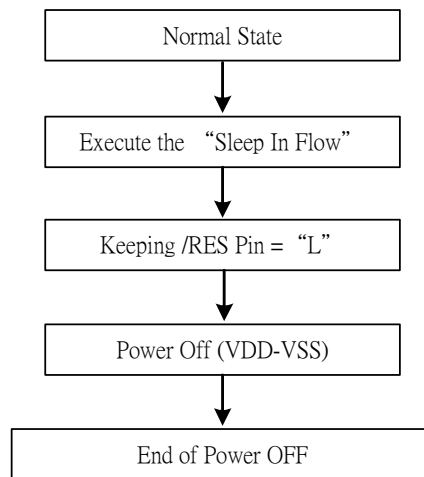 Normal State
Execute the “Sleep In Flow”
Keeping /RES Pin = “L”
Power Off (VDD-VSS)
End of Power OFF